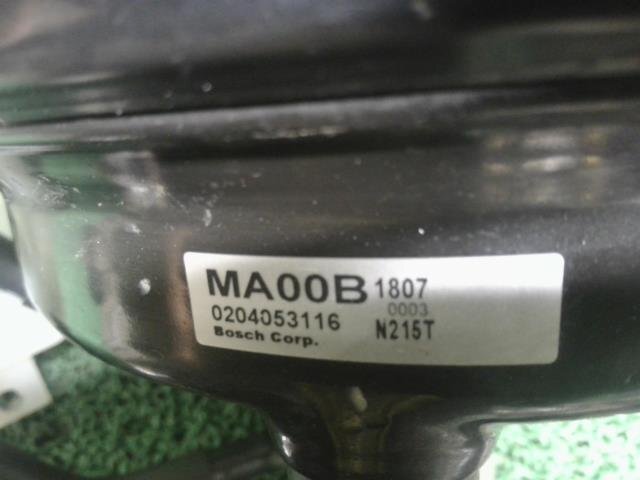 MA00B 1807
0003
0204053116
N215T
Bosch Corp.